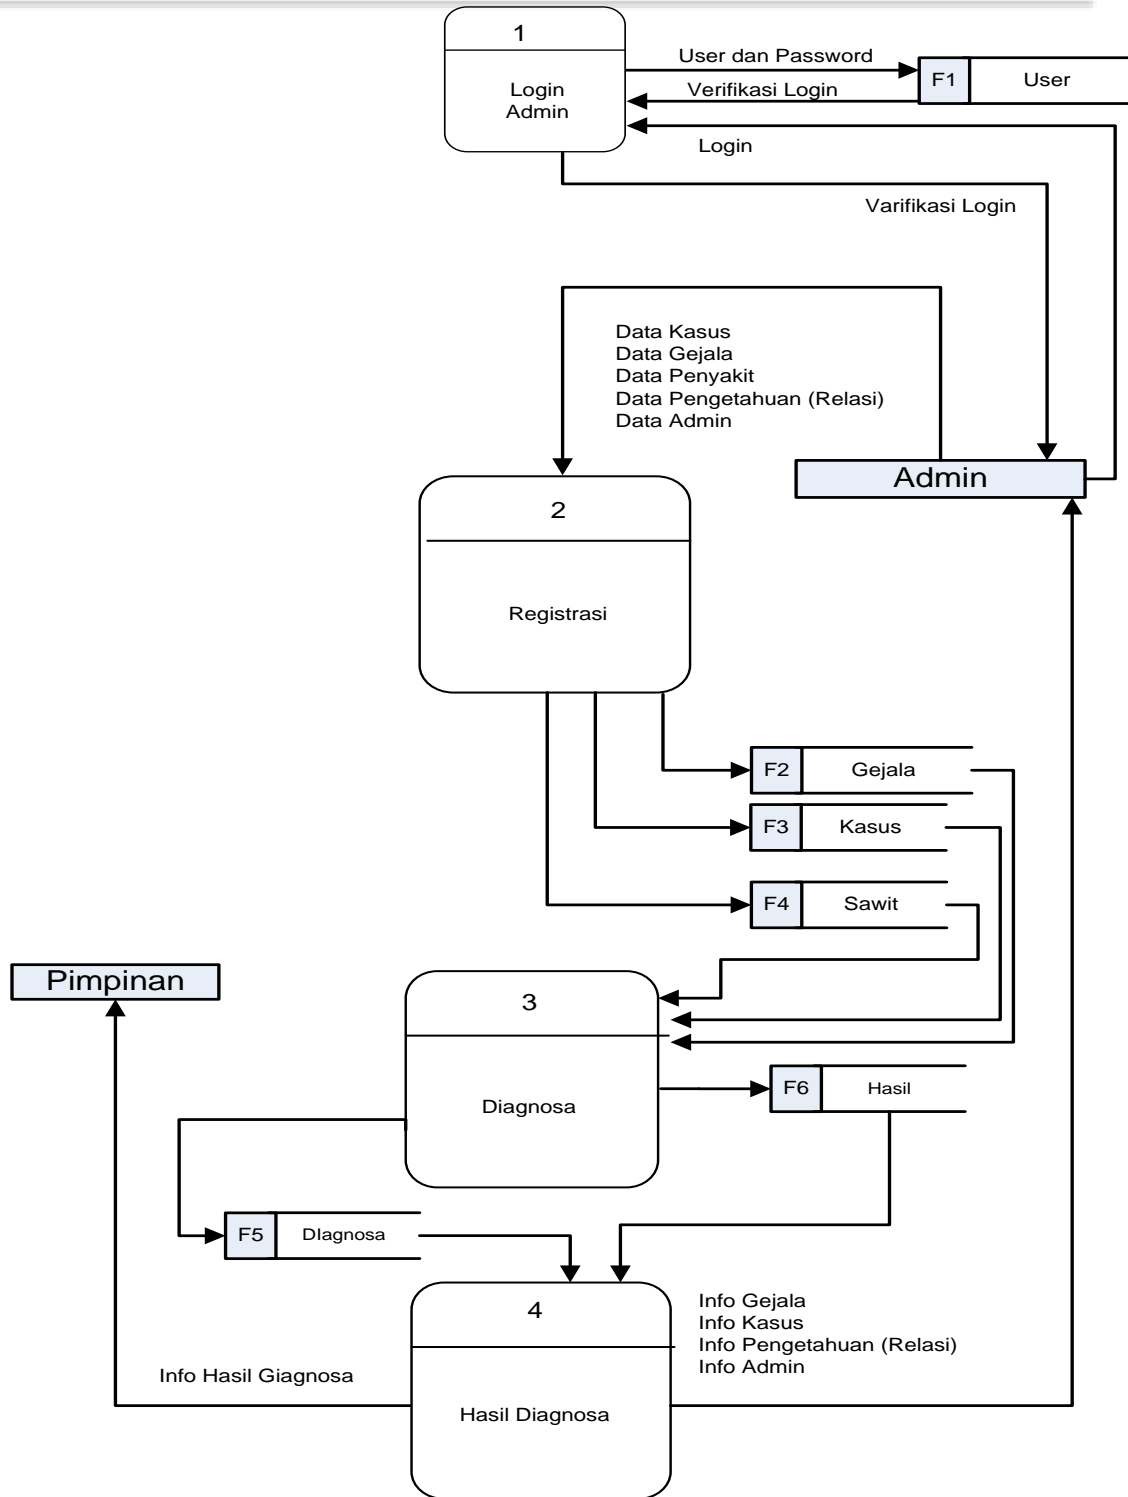 1
Login
Admin
User dan Password
F1
User
Verifikasi Login
Login
Varifikasi Login
Data Kasus
Data Gejala
Data Penyakit
Data Pengetahuan (Relasi)
Data Admin
Admin
2
Registrasi
F2
Gejala
F3
Kasus
F4
Sawit
Pimpinan
3
Diagnosa
F6
Hasil
F5
DIagnosa
4
Hasil Diagnosa
Info Gejala
Info Kasus
Info Pengetahuan (Relasi)
Info Admin
Info Hasil Giagnosa